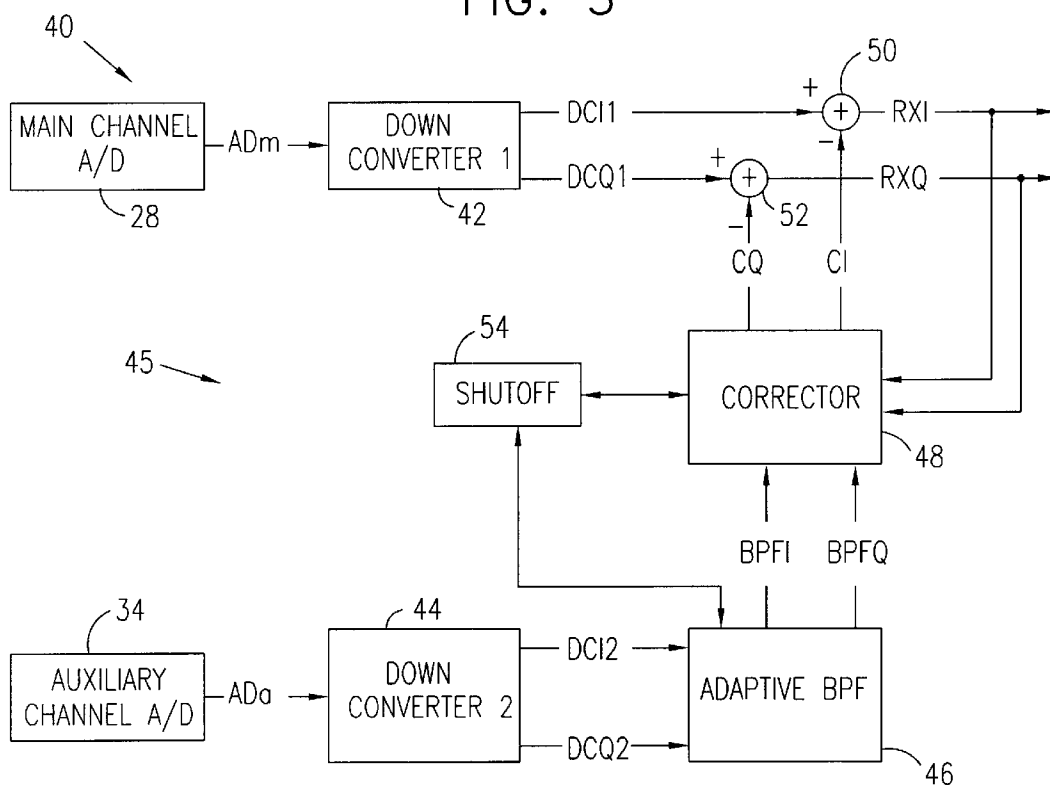 FIG. 3
40
50
MAIN CHANNEL
A/D
ADm
DOWN
CONVERTER 1
DCI1
DCQ1
+
+
RXI
−
+
+
RXQ
−
28
42
52
CQ
CI
45
54
SHUTOFF
CORRECTOR
48
BPFI
BPFQ
34
44
AUXILIARY
CHANNEL A/D
ADa
DOWN
CONVERTER 2
DCI2
DCQ2
ADAPTIVE BPF
46